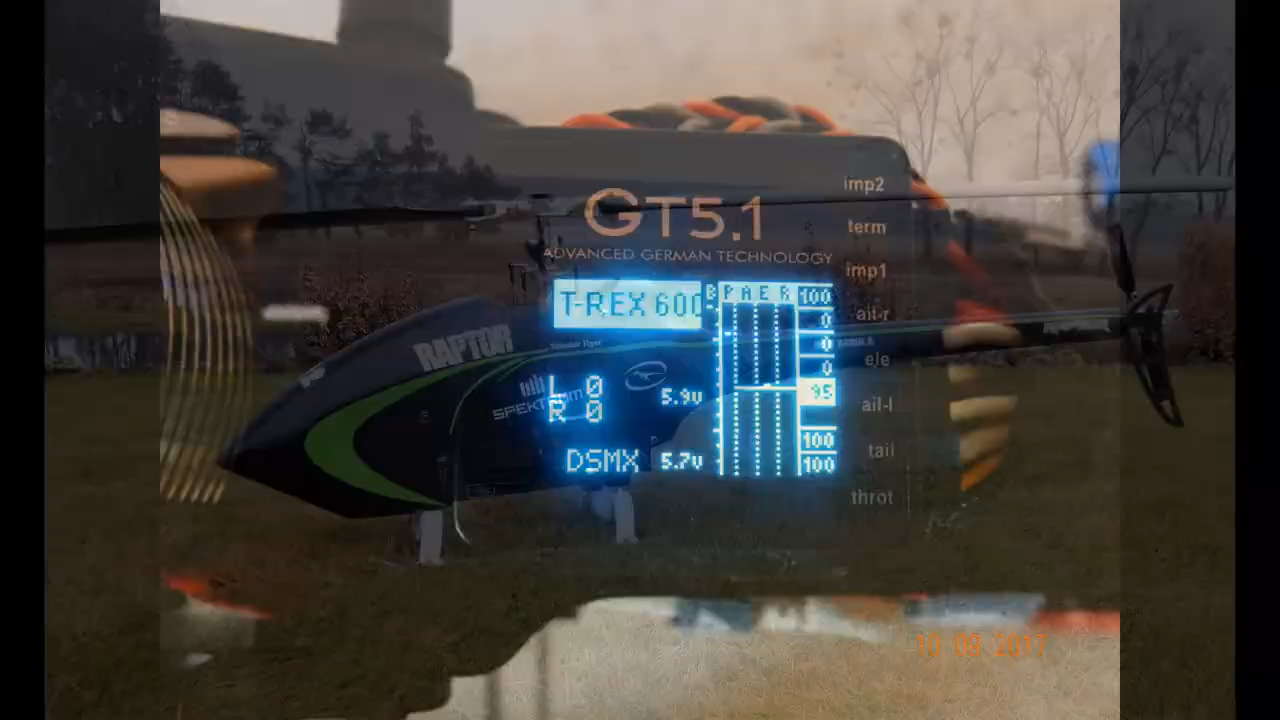 imp2
GT5.1
term
ADVANCED GERMAN TECHNOLOGY
imp1
T-REX 600
B P A E R 100
ail-r
0
0
RAPTOR
ele
0
L 0
R 0
5.9v
95
SPEKTRUM
ail-l
100
tail
DSMX 5.7v
100
throt
10 09 2017